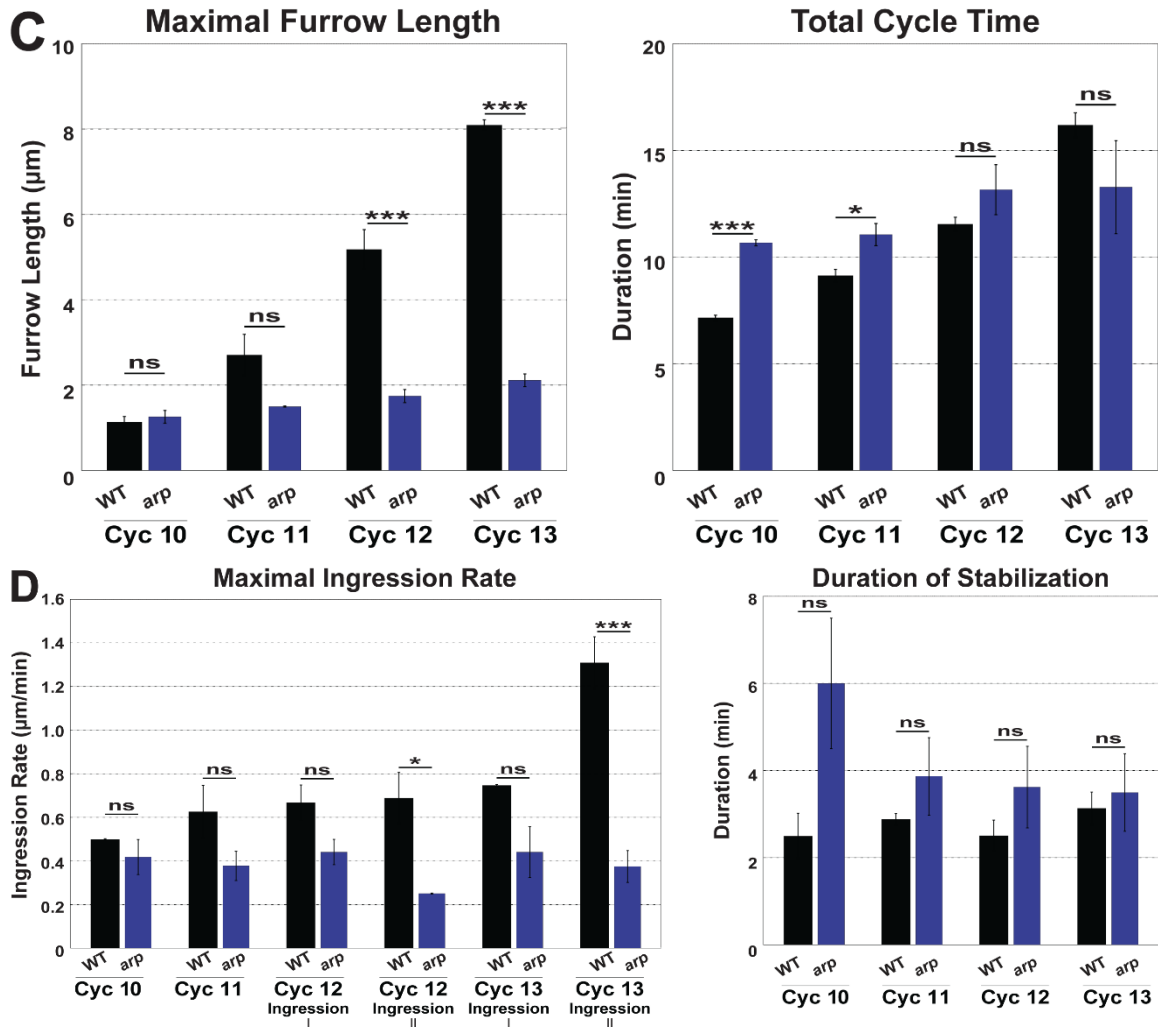 C
Maximal Furrow Length
10
8
6
4
2
0
Furrow Length (µm)
ns
ns
***
***
WT arp WT arp WT arp WT arp
Cyc 10 Cyc 11 Cyc 12 Cyc 13
Total Cycle Time
20
15
10
5
0
Duration (min)
***
*
ns
ns
WT arp WT arp WT arp WT arp
Cyc 10 Cyc 11 Cyc 12 Cyc 13
D
Maximal Ingression Rate
1.6
1.4
1.2
1.0
0.8
0.6
0.4
0.2
0
Ingression Rate (µm/min)
ns
ns
ns
*
ns
***
WT arp WT arp WT arp WT arp WT arp WT arp
Cyc 10 Cyc 11 Cyc 12 Cyc 12 Cyc 13 Cyc 13
Ingression Ingression Ingression Ingression
I II I II
Duration of Stabilization
8
6
4
2
0
Duration (min)
ns
ns
ns
ns
WT arp WT arp WT arp WT arp
Cyc 10 Cyc 11 Cyc 12 Cyc 13